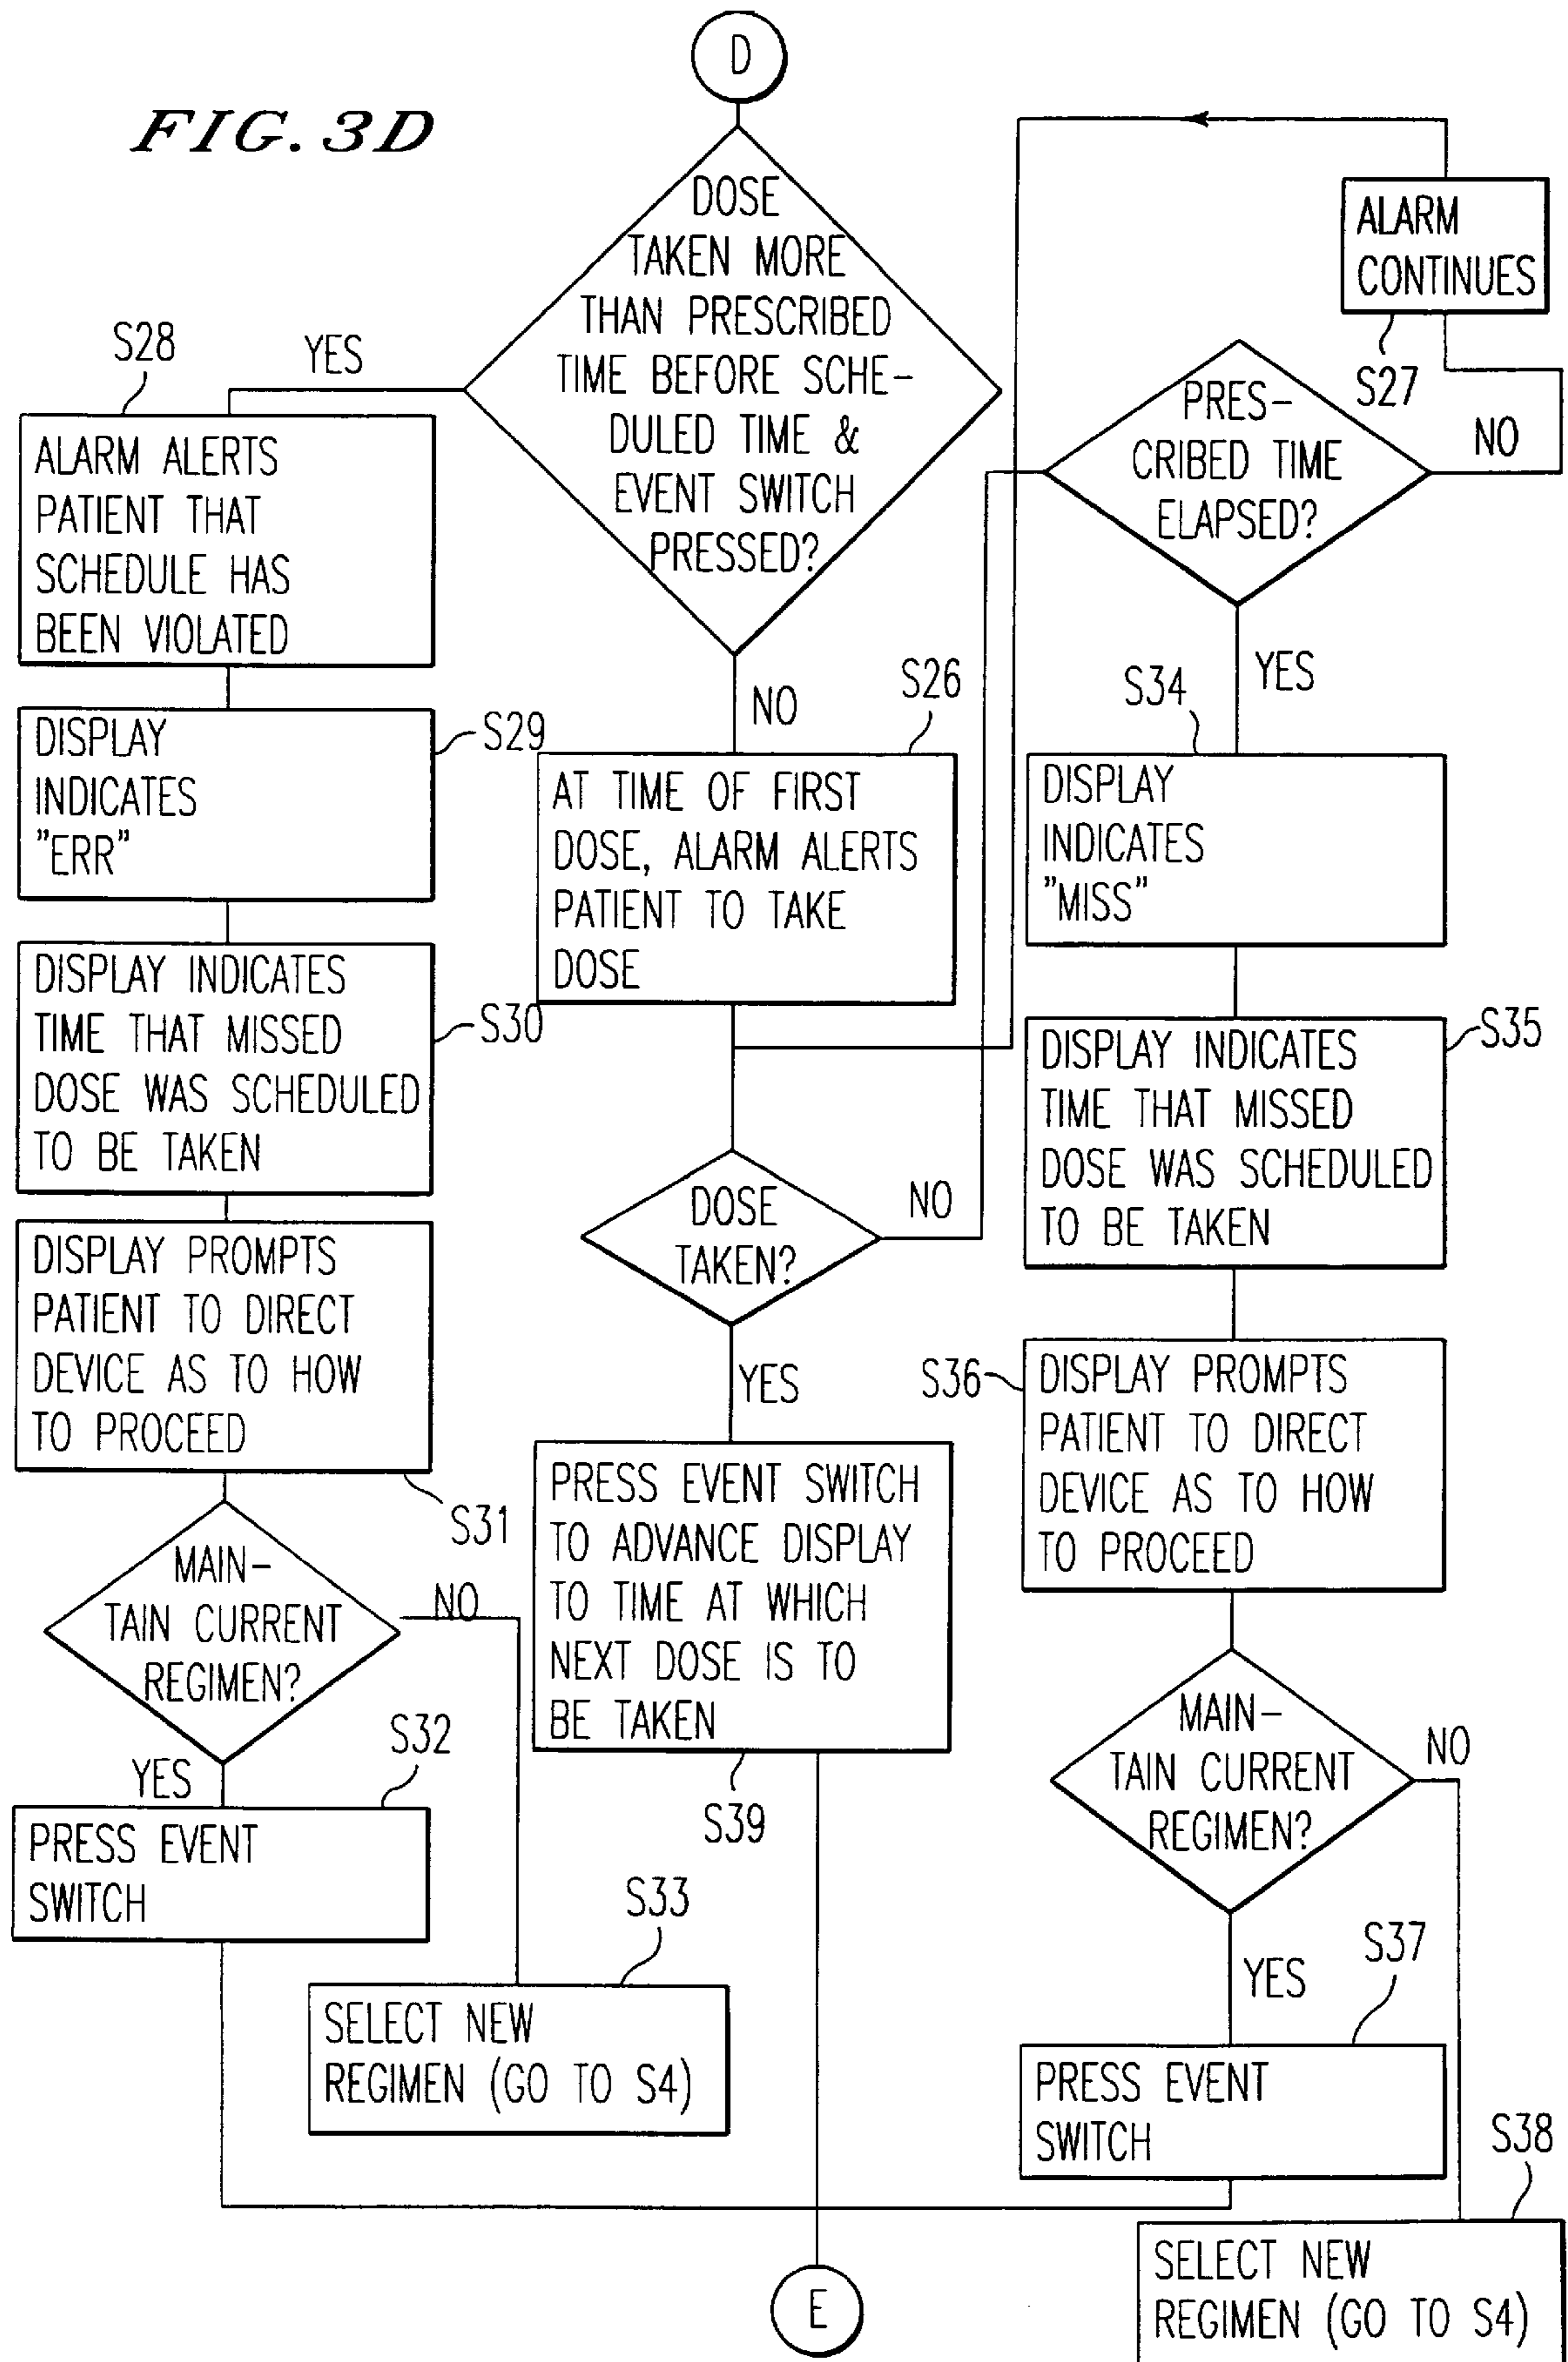 FIG. 3D
D
DOSE
TAKEN MORE
THAN PRESCRIBED
TIME BEFORE SCHE-
DULED TIME &
EVENT SWITCH
PRESSED?
YES
S28
ALARM ALERTS
PATIENT THAT
SCHEDULE HAS
BEEN VIOLATED
DISPLAY
INDICATES
"ERR"
S29
DISPLAY INDICATES
TIME THAT MISSED
DOSE WAS SCHEDULED
TO BE TAKEN
S30
DISPLAY PROMPTS
PATIENT TO DIRECT
DEVICE AS TO HOW
TO PROCEED
S31
MAIN-
TAIN CURRENT
REGIMEN?
NO
YES
S32
PRESS EVENT
SWITCH
S33
SELECT NEW
REGIMEN (GO TO S4)
NO
S26
AT TIME OF FIRST
DOSE, ALARM ALERTS
PATIENT TO TAKE
DOSE
DOSE
TAKEN?
NO
YES
PRESS EVENT SWITCH
TO ADVANCE DISPLAY
TO TIME AT WHICH
NEXT DOSE IS TO
BE TAKEN
S39
ALARM
CONTINUES
S27
PRES-
CRIBED TIME
ELAPSED?
NO
YES
S34
DISPLAY
INDICATES
"MISS"
S35
DISPLAY INDICATES
TIME THAT MISSED
DOSE WAS SCHEDULED
TO BE TAKEN
S36
DISPLAY PROMPTS
PATIENT TO DIRECT
DEVICE AS TO HOW
TO PROCEED
MAIN-
TAIN CURRENT
REGIMEN?
NO
YES
S37
PRESS EVENT
SWITCH
S38
SELECT NEW
REGIMEN (GO TO S4)
E